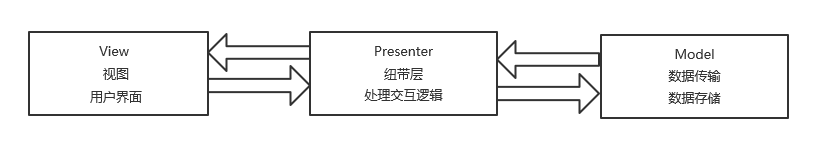 View
视图
用户界面
Presenter
纽带层
处理交互逻辑
Model
数据传输
数据存储